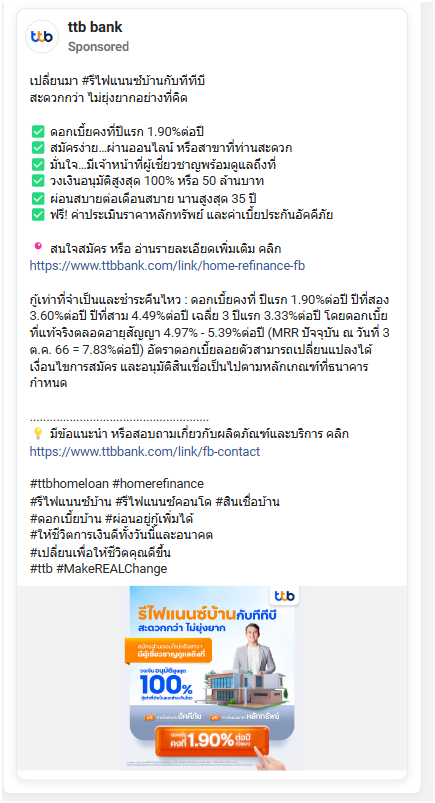 ttb bank
Sponsored
เปลี่ยนมา #รีไฟแนนซ์บ้านกับทีทีบี
สะดวกกว่า ไม่ยุ่งยากอย่างที่คิด
✅ ดอกเบี้ยคงที่ปีแรก 1.90%ต่อปี
✅ สมัครง่าย...ผ่านออนไลน์ หรือสาขาที่ท่านสะดวก
✅ มั่นใจ...มีเจ้าหน้าที่ผู้เชี่ยวชาญพร้อมดูแลถึงที่
✅ วงเงินอนุมัติสูงสุด 100% หรือ 50 ล้านบาท
✅ ผ่อนสบายต่อเดือนสบาย นานสูงสุด 35 ปี
✅ ฟรี! ค่าประเมินราคาหลักทรัพย์ และค่าเบี้ยประกันอัคคีภัย
📍 สนใจสมัคร หรือ อ่านรายละเอียดเพิ่มเติม คลิก
https://www.ttbbank.com/link/home-refinance-fb
กู้เท่าที่จำเป็นและชำระคืนไหว : ดอกเบี้ยคงที่ ปีแรก 1.90%ต่อปี ปีที่สอง
3.60%ต่อปี ปีที่สาม 4.49%ต่อปี เฉลี่ย 3 ปีแรก 3.33%ต่อปี โดยดอกเบี้ย
ที่แท้จริงตลอดอายุสัญญา 4.97% - 5.39%ต่อปี (MRR ปัจจุบัน ณ วันที่ 3
ต.ค. 66 = 7.83%ต่อปี) อัตราดอกเบี้ยลอยตัวสามารถเปลี่ยนแปลงได้
เงื่อนไขการสมัคร และอนุมัติสินเชื่อเป็นไปตามหลักเกณฑ์ที่ธนาคาร
กำหนด
......................................................
💡 มีข้อแนะนำ หรือสอบถามเกี่ยวกับผลิตภัณฑ์และบริการ คลิก
https://www.ttbbank.com/link/fb-contact
#ttbhomeloan #homerefinance
#รีไฟแนนซ์บ้าน #รีไฟแนนซ์คอนโด #สินเชื่อบ้าน
#ดอกเบี้ยบ้าน #ผ่อนอยู่กู้เพิ่มได้
#ให้ชีวิตการเงินดีทั้งวันนี้และอนาคต
#เปลี่ยนเพื่อให้ชีวิตคุณดีขึ้น
#ttb #MakeREALChange
ttb
รีไฟแนนซ์บ้านกับทีทีบี
สะดวกกว่า ไม่ยุ่งยาก
สมัครผ่านออนไลน์หรือสาขา
มีผู้เชี่ยวชาญดูแลถึงที่
วงเงินอนุมัติสูงสุด
100%
อัคคีภัย
หลักทรัพย์
คงที่ 1.90% ต่อปี